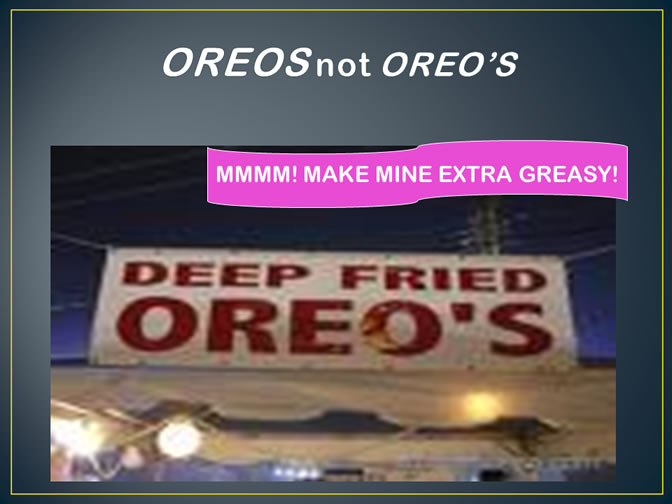 OREOS not OREO’S
MMMM! MAKE MINE EXTRA GREASY!
DEEP FRIED
OREO'S